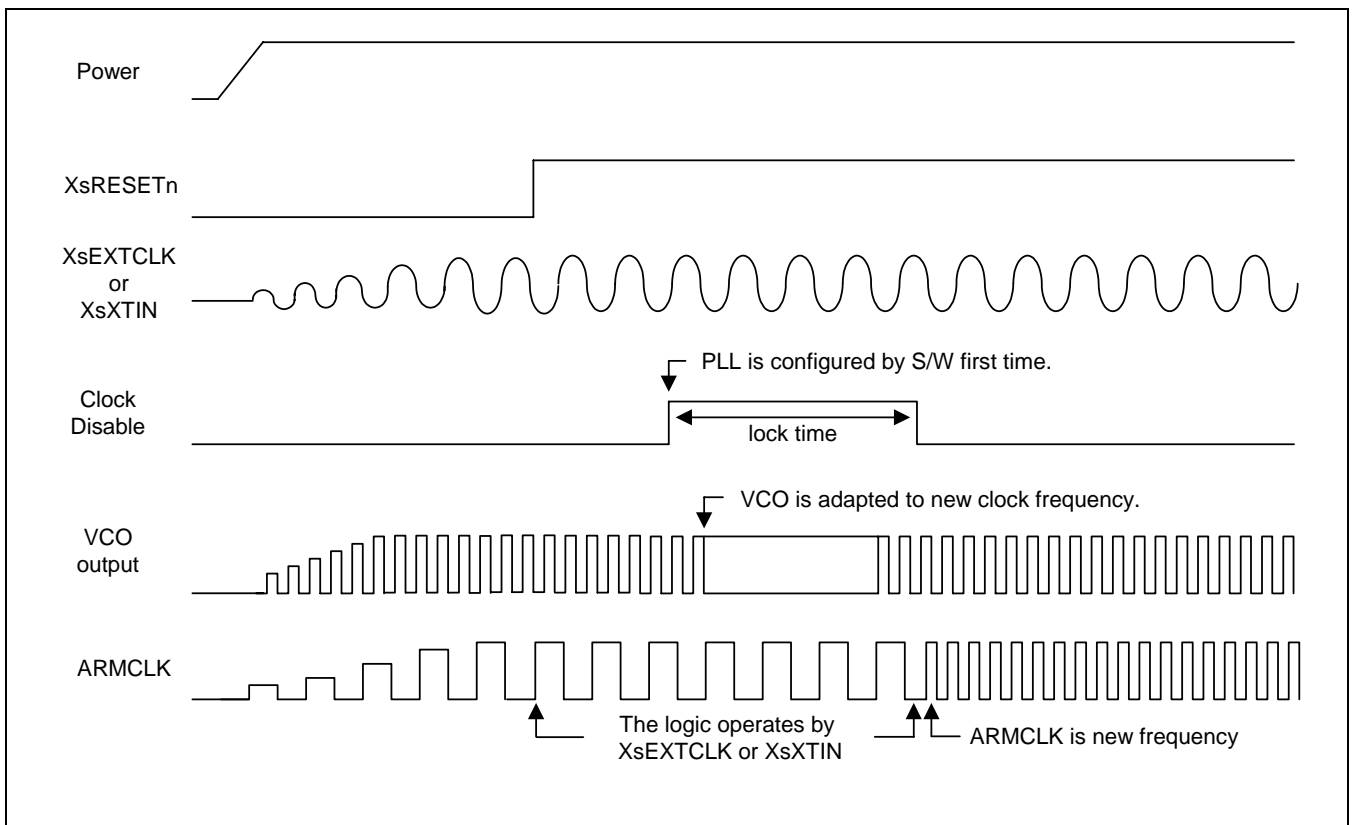 Power
XsRESETn
XsEXTCLK
or
XsXTIN
PLL is configured by S/W first time.
Clock
Disable
lock time
VCO is adapted to new clock frequency.
VCO
output
ARMCLK
The logic operates by
XsEXTCLK or XsXTIN
ARMCLK is new frequency